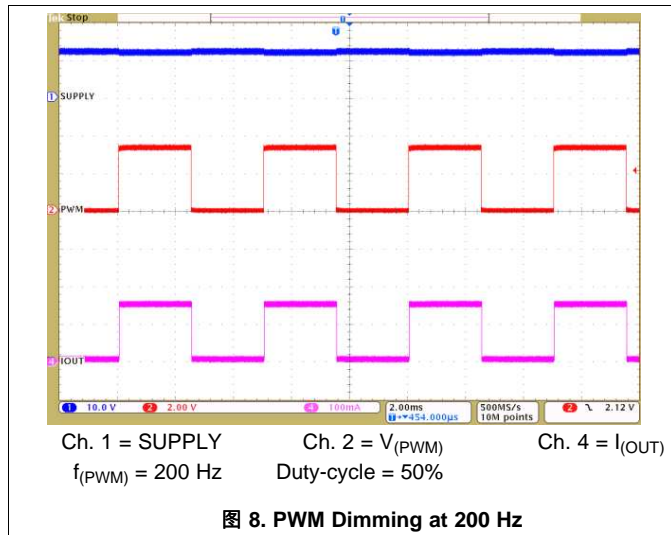 Tek Stop
1 SUPPLY
2 PWM
4 IOUT
1 10.0 V 2 2.00 V 4 100mA 2.00ms 500MS/s 2 2.12 V
454.000µs 10M points
Ch. 1 = SUPPLY Ch. 2 = V(PWM) Ch. 4 = I(OUT)
f(PWM) = 200 Hz Duty-cycle = 50%
图 8. PWM Dimming at 200 Hz